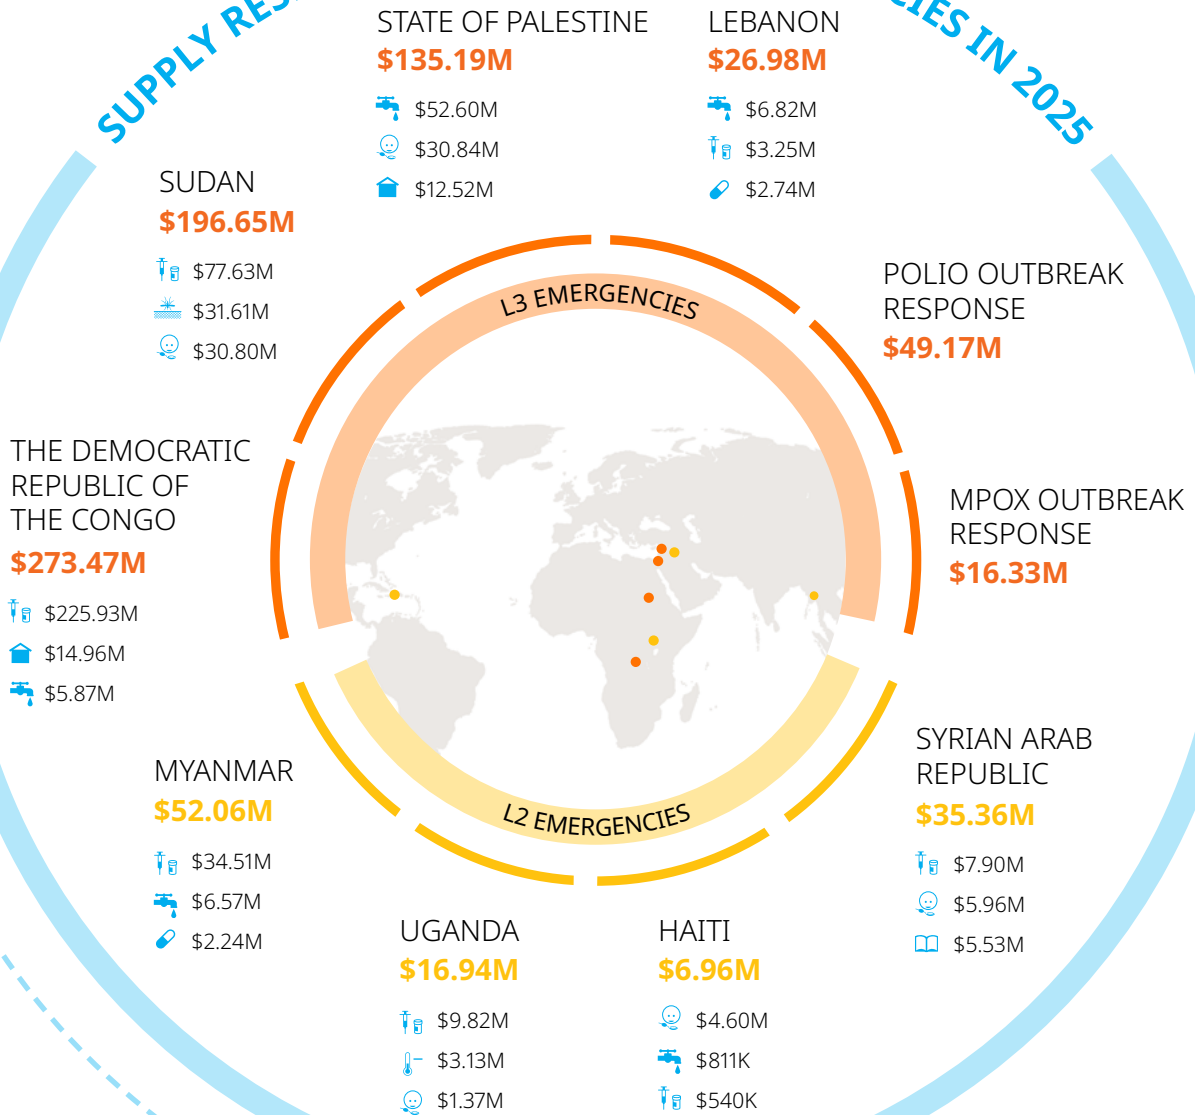 SUPPLY RES
CIES IN 2025
STATE OF PALESTINE
$135.19M
$52.60M
$30.84M
$12.52M
LEBANON
$26.98M
$6.82M
$3.25M
$2.74M
SUDAN
$196.65M
$77.63M
$31.61M
$30.80M
POLIO OUTBREAK
RESPONSE
$49.17M
L3 EMERGENCIES
THE DEMOCRATIC
REPUBLIC OF
THE CONGO
$273.47M
$225.93M
$14.96M
$5.87M
MPOX OUTBREAK
RESPONSE
$16.33M
MYANMAR
$52.06M
$34.51M
$6.57M
$2.24M
L2 EMERGENCIES
SYRIAN ARAB
REPUBLIC
$35.36M
$7.90M
$5.96M
$5.53M
UGANDA
$16.94M
$9.82M
$3.13M
$1.37M
HAITI
$6.96M
$4.60M
$811K
$540K